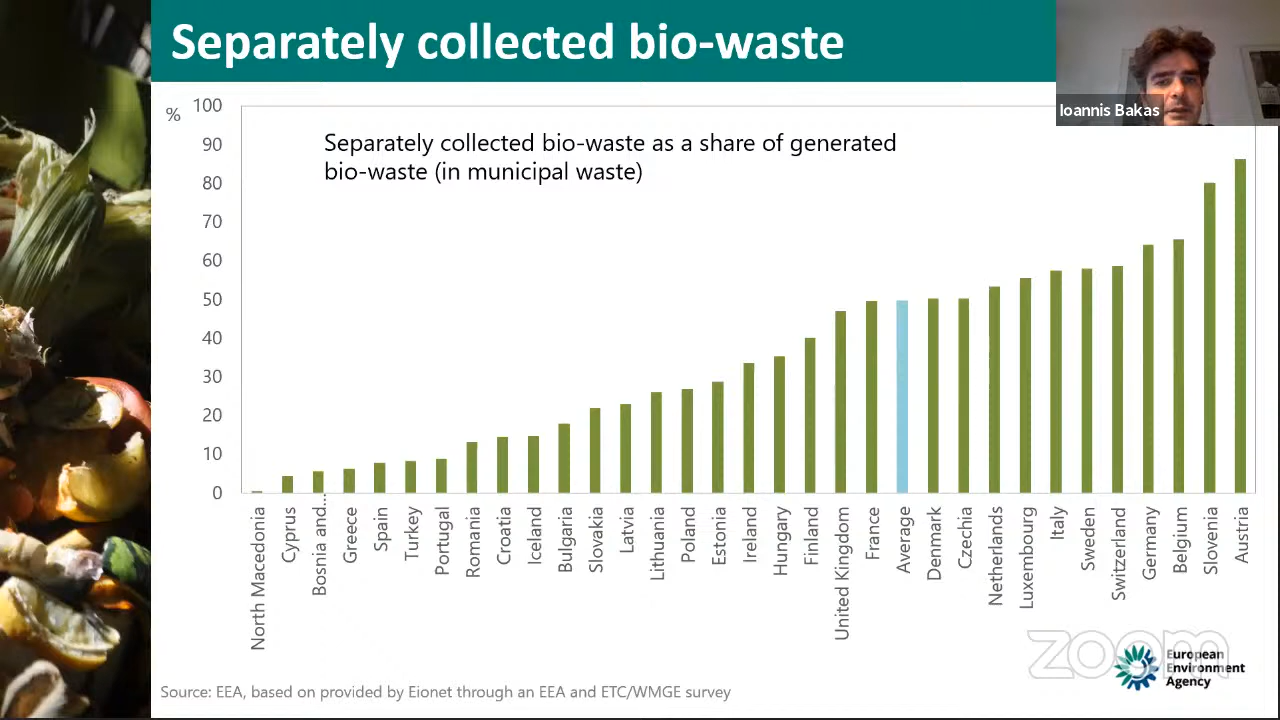 Separately collected bio-waste
Ioannis Bakas
%
100
90
80
70
60
50
40
30
20
10
0
Separately collected bio-waste as a share of generated
bio-waste (in municipal waste)
North Macedonia
Cyprus
Bosnia and...
Greece
Spain
Turkey
Portugal
Romania
Croatia
Iceland
Bulgaria
Slovakia
Latvia
Lithuania
Poland
Estonia
Ireland
Hungary
Finland
United Kingdom
France
Average
Denmark
Czechia
Netherlands
Luxembourg
Italy
Sweden
Switzerland
Germany
Belgium
Slovenia
Austria
zoom
European
Environment
Agency
Source: EEA, based on provided by Eionet through an EEA and ETC/WMGE survey